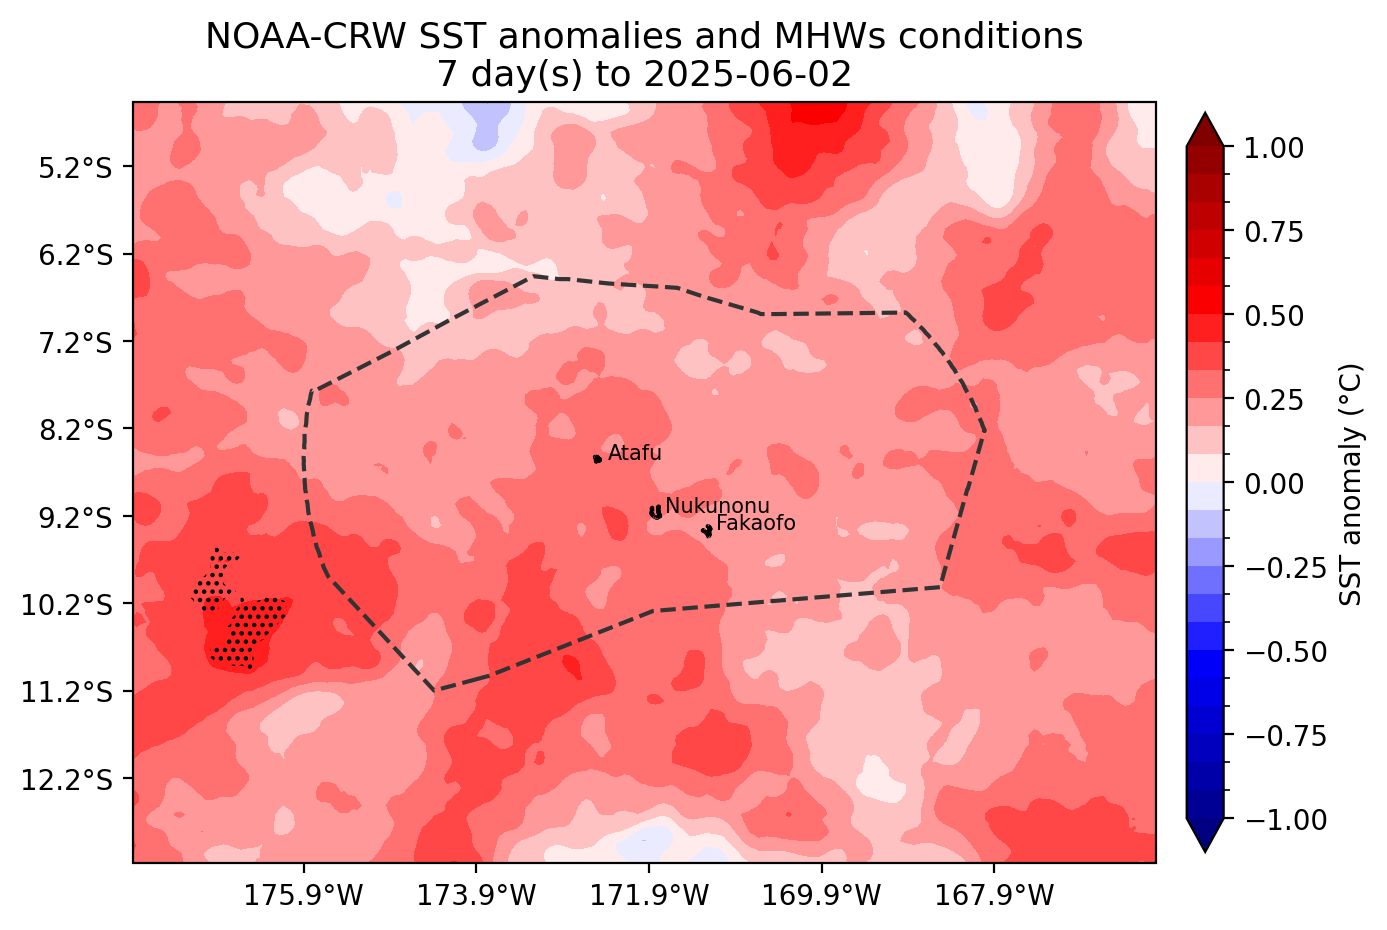 NOAA-CRW SST anomalies and MHWs conditions
7 day(s) to 2025-06-02
5.2°S
6.2°S
7.2°S
8.2°S
9.2°S
10.2°S
11.2°S
12.2°S
Atafu
Nukunonu
Fakaofo
175.9°W
173.9°W
171.9°W
169.9°W
167.9°W
1.00
0.75
0.50
0.25
0.00
−0.25
−0.50
−0.75
−1.00
SST anomaly (°C)